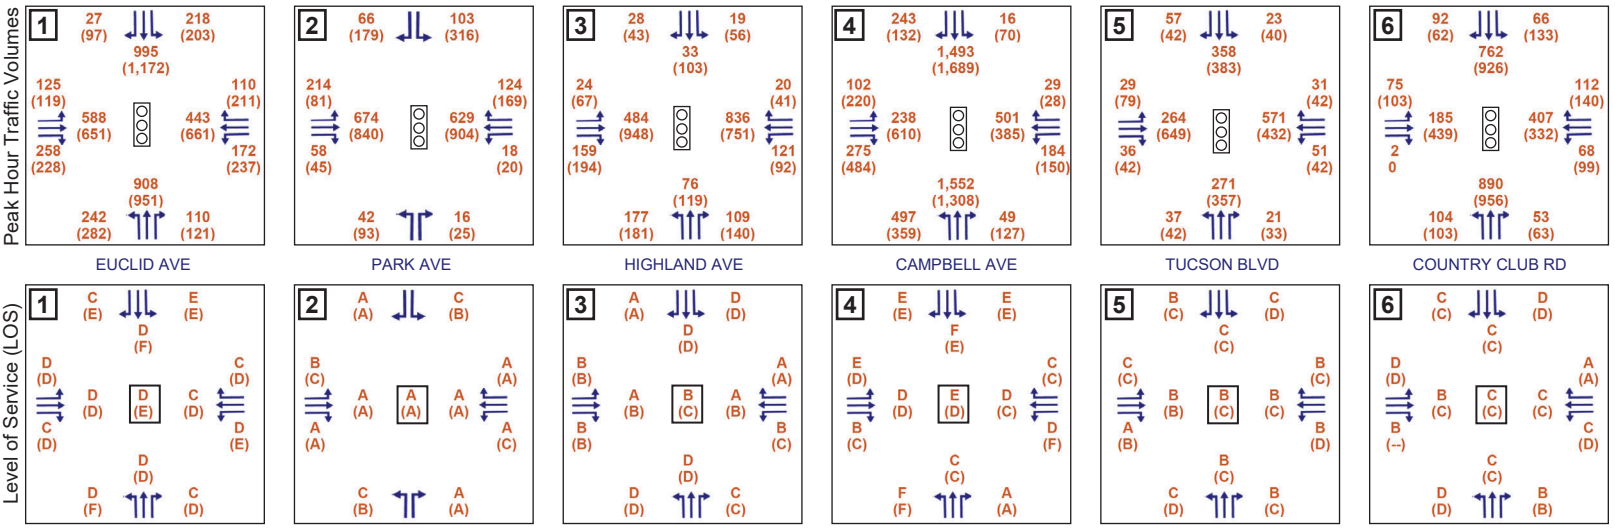 Peak Hour Traffic Volumes
1
27
(97)
218
(203)
995
(1,172)
125
(119)
110
(211)
588
(651)
443
(661)
258
(228)
172
(237)
908
(951)
242
(282)
110
(121)
EUCLID AVE
2
66
(179)
103
(316)
214
(81)
124
(169)
674
(840)
629
(904)
58
(45)
18
(20)
42
(93)
16
(25)
PARK AVE
3
28
(43)
19
(56)
33
(103)
24
(67)
20
(41)
484
(948)
836
(751)
159
(194)
121
(92)
76
(119)
177
(181)
109
(140)
HIGHLAND AVE
4
243
(132)
16
(70)
1,493
(1,689)
102
(220)
29
(28)
238
(610)
501
(385)
275
(484)
184
(150)
1,552
(1,308)
497
(359)
49
(127)
CAMPBELL AVE
5
57
(42)
23
(40)
358
(383)
29
(79)
31
(42)
264
(649)
571
(432)
36
(42)
51
(42)
271
(357)
37
(42)
21
(33)
TUCSON BLVD
6
92
(62)
66
(133)
762
(926)
75
(103)
112
(140)
185
(439)
407
(332)
2
0
68
(99)
890
(956)
104
(103)
53
(63)
COUNTRY CLUB RD
Level of Service (LOS)
1
C
(E)
E
(E)
D
(F)
D
(D)
C
(D)
D
(D)
D
(E)
C
(D)
C
(D)
D
(E)
D
(D)
D
(F)
C
(D)
2
A
(A)
C
(B)
B
(C)
A
(A)
A
(A)
A
(A)
A
(A)
A
(A)
A
(C)
C
(B)
A
(A)
3
A
(A)
D
(D)
D
(D)
B
(B)
A
(A)
A
(B)
B
(C)
A
(B)
B
(B)
B
(C)
D
(D)
D
(D)
C
(C)
4
E
(E)
E
(E)
F
(E)
E
(D)
C
(C)
D
(D)
E
(D)
D
(C)
B
(C)
D
(F)
C
(C)
F
(F)
A
(A)
5
B
(C)
C
(D)
C
(C)
C
(C)
B
(C)
B
(B)
B
(C)
B
(C)
A
(B)
B
(D)
B
(C)
C
(D)
B
(C)
6
C
(C)
D
(D)
C
(C)
D
(D)
A
(A)
B
(C)
C
(C)
C
(C)
B
(--)
C
(D)
C
(C)
D
(D)
B
(B)